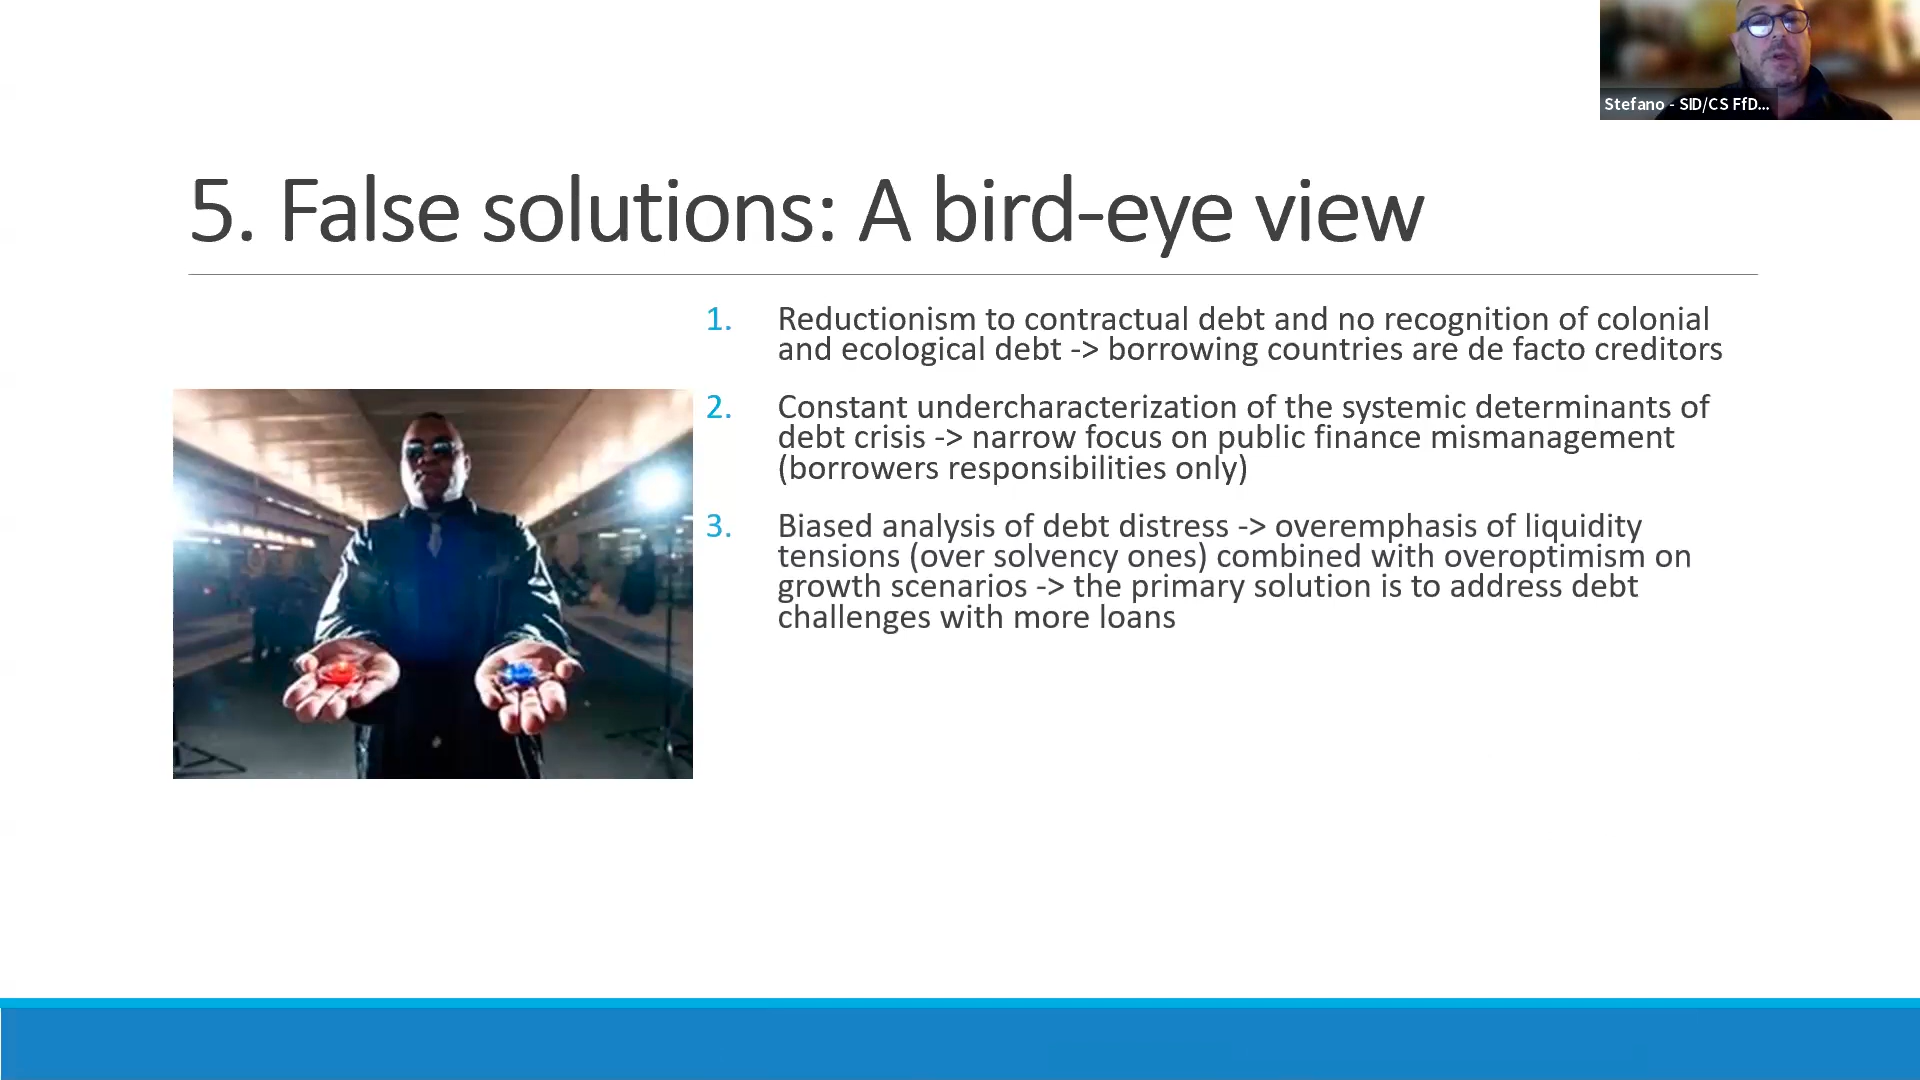 Stefano - SID/CS FfD...
5. False solutions: A bird-eye view
1. Reductionism to contractual debt and no recognition of colonial
and ecological debt -> borrowing countries are de facto creditors
2. Constant undercharacterization of the systemic determinants of
debt crisis -> narrow focus on public finance mismanagement
(borrowers responsibilities only)
3. Biased analysis of debt distress -> overemphasis of liquidity
tensions (over solvency ones) combined with overoptimism on
growth scenarios -> the primary solution is to address debt
challenges with more loans